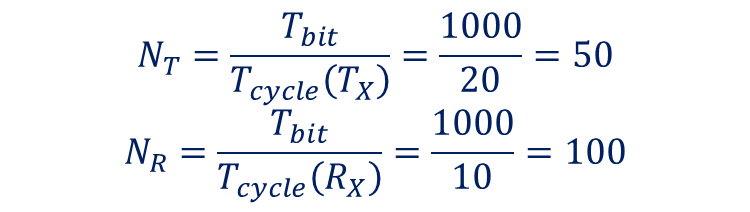 N_T = T_bit / T_cycle(T_X) = 1000 / 20 = 50
N_R = T_bit / T_cycle(R_X) = 1000 / 10 = 100